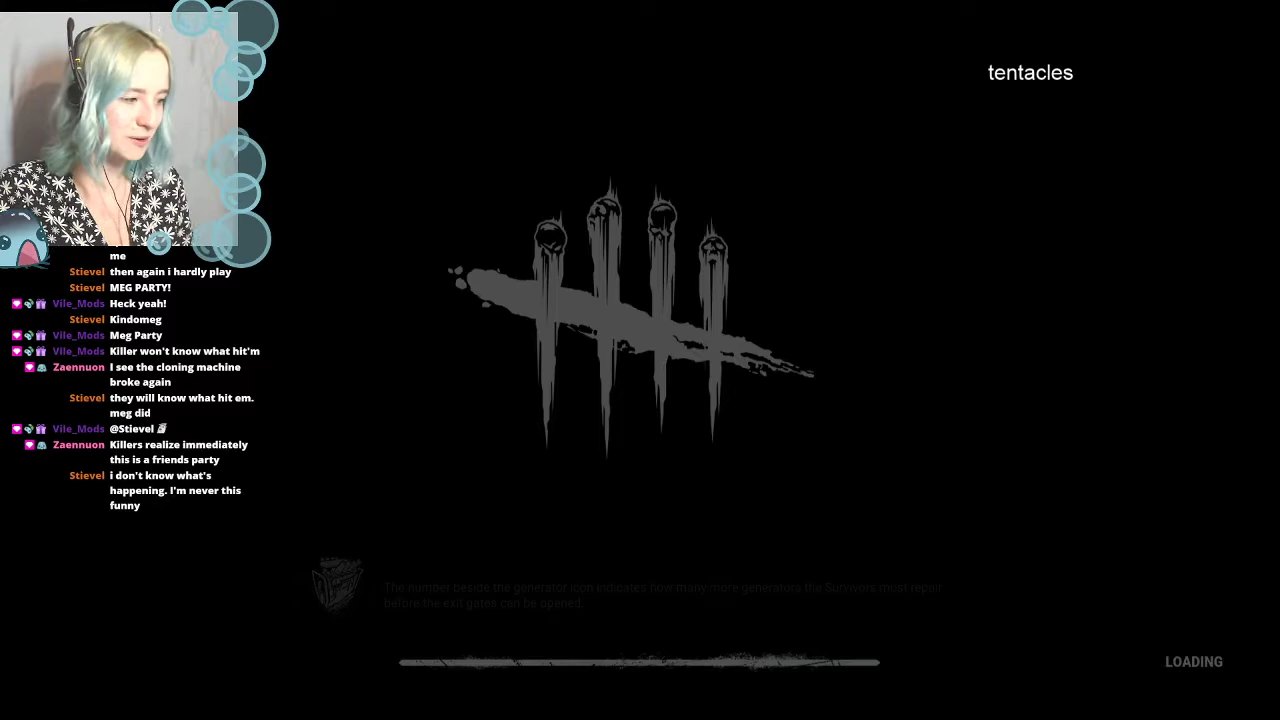 tentacles
me
Stievel then again i hardly play
Stievel MEG PARTY!
Vile_Mods Heck yeah!
Stievel Kindomeg
Vile_Mods Meg Party
Vile_Mods Killer won't know what hit'm
Zaennuon I see the cloning machine
broke again
Stievel they will know what hit em.
meg did
Vile_Mods @Stievel
Zaennuon Killers realize immediately
this is a friends party
Stievel i don't know what's
happening. I'm never this
funny
The number beside the generator icon indicates how many more generators the Survivors must repair
before the exit gates can be opened.
LOADING